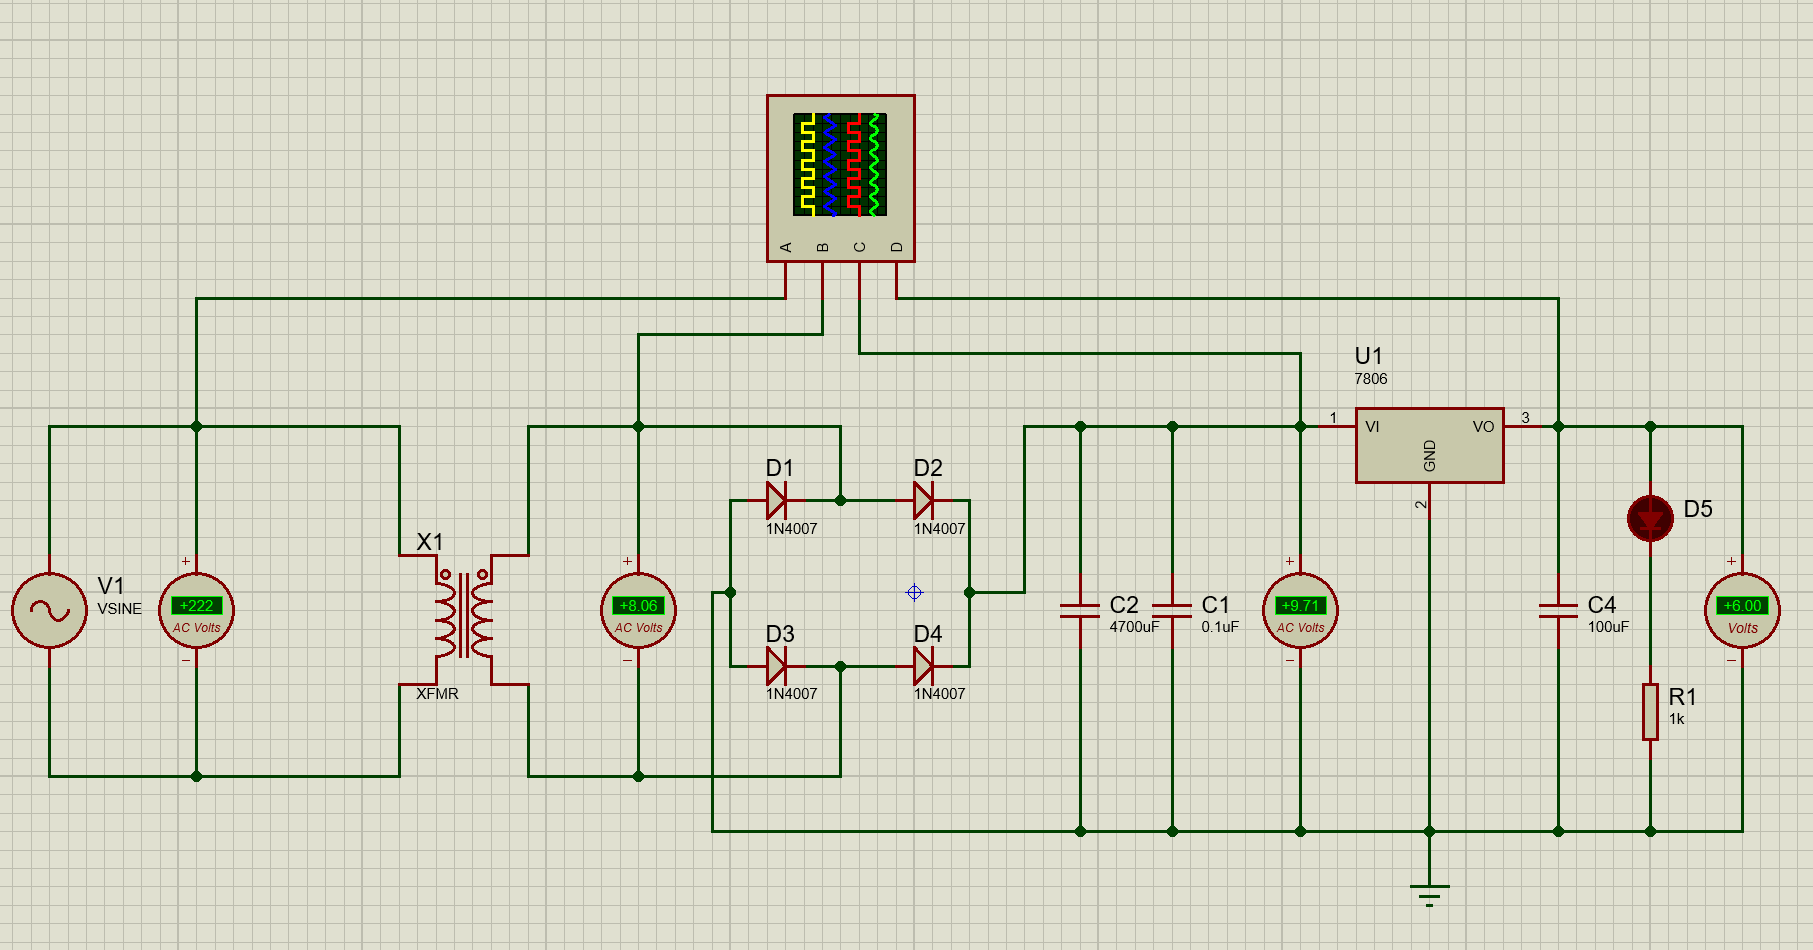 A B C D
U1
7806
1
VI
VO
3
GND
2
D1
1N4007
D2
1N4007
D3
1N4007
D4
1N4007
D5
X1
XFMR
V1
VSINE
+
+222
AC Volts
−
+
+8.06
AC Volts
−
C2
4700uF
C1
0.1uF
+
+9.71
AC Volts
−
C4
100uF
+
+6.00
Volts
−
R1
1k